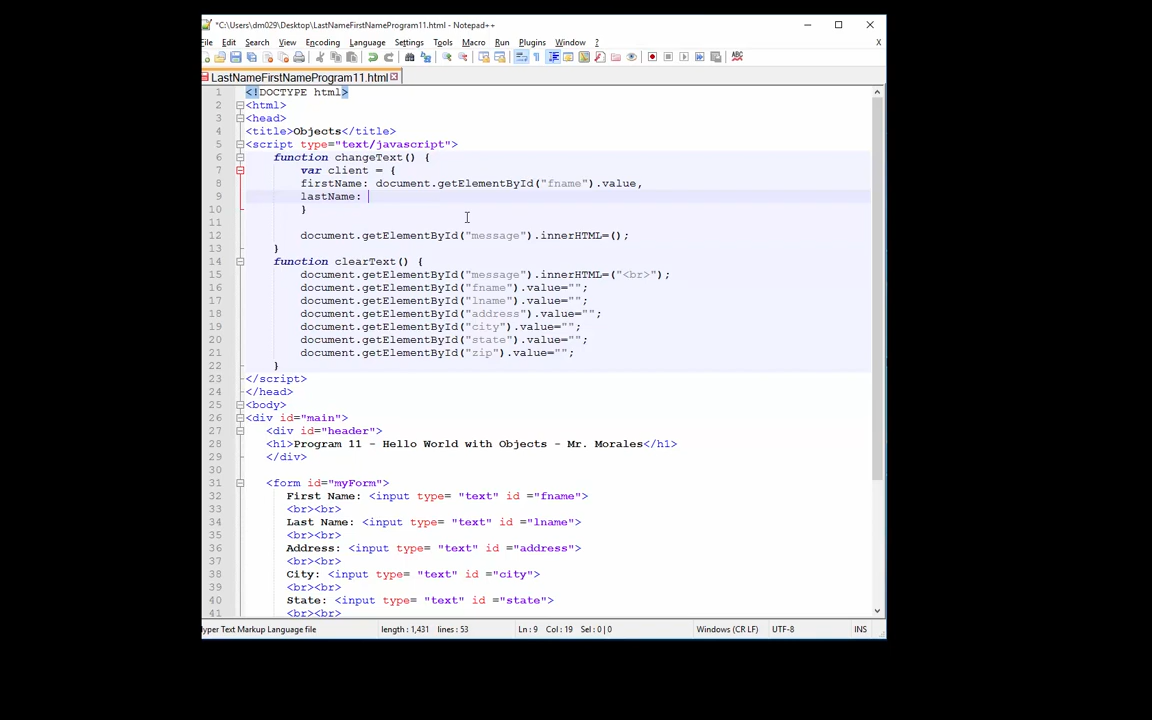 *C:\Users\dm029\Desktop\LastNameFirstNameProgram11.html - Notepad++
File Edit Search View Encoding Language Settings Tools Macro Run Plugins Window ? X
LastNameFirstNameProgram11.html
1 <!DOCTYPE html>
2 <html>
3 <head>
4 <title>Objects</title>
5 <script type="text/javascript">
6 function changeText() {
7 var client = {
8 firstName: document.getElementById("fname").value,
9 lastName:
10 }
11
12 document.getElementById("message").innerHTML=();
13 }
14 function clearText() {
15 document.getElementById("message").innerHTML=("<br>");
16 document.getElementById("fname").value="";
17 document.getElementById("lname").value="";
18 document.getElementById("address").value="";
19 document.getElementById("city").value="";
20 document.getElementById("state").value="";
21 document.getElementById("zip").value="";
22 }
23 </script>
24 </head>
25 <body>
26 <div id="main">
27 <div id="header">
28 <h1>Program 11 - Hello World with Objects - Mr. Morales</h1>
29 </div>
30
31 <form id="myForm">
32 First Name: <input type= "text" id ="fname">
33 <br><br>
34 Last Name: <input type= "text" id ="lname">
35 <br><br>
36 Address: <input type= "text" id ="address">
37 <br><br>
38 City: <input type= "text" id ="city">
39 <br><br>
40 State: <input type= "text" id ="state">
41 <br><br>
yper Text Markup Language file length : 1,431 lines : 53 Ln : 9 Col : 19 Sel : 0 | 0 Windows (CR LF) UTF-8 INS